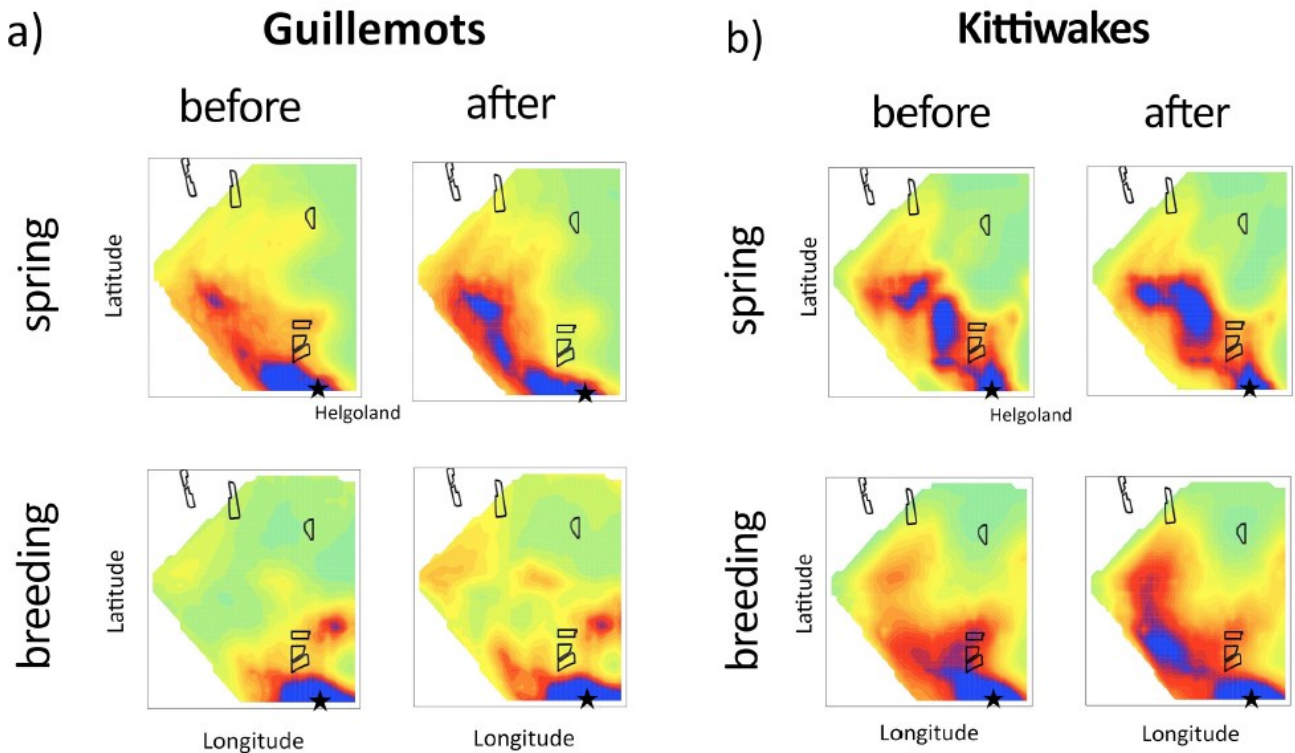 a) Guillemots
before after
spring
Latitude
Helgoland
breeding
Latitude
Longitude Longitude
b) Kittiwakes
before after
spring
Latitude
Helgoland
breeding
Latitude
Longitude Longitude